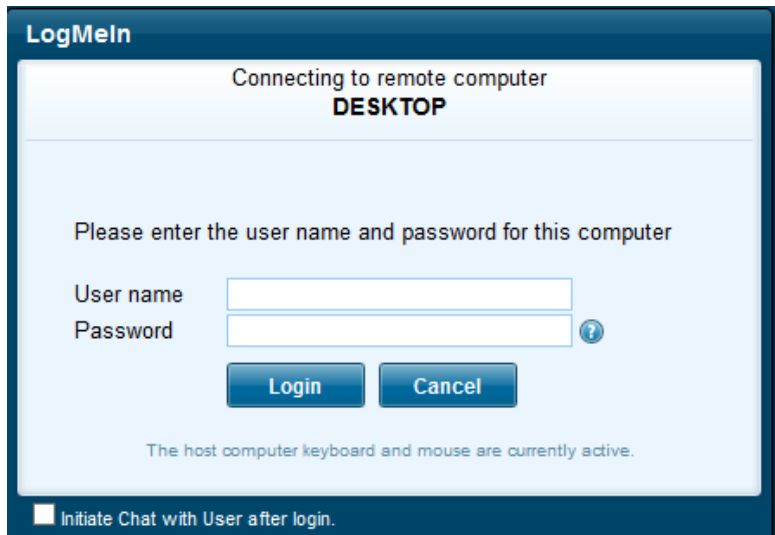 LogMeIn
Connecting to remote computer
DESKTOP
Please enter the user name and password for this computer
User name
Password
?
Login Cancel
The host computer keyboard and mouse are currently active.
Initiate Chat with User after login.